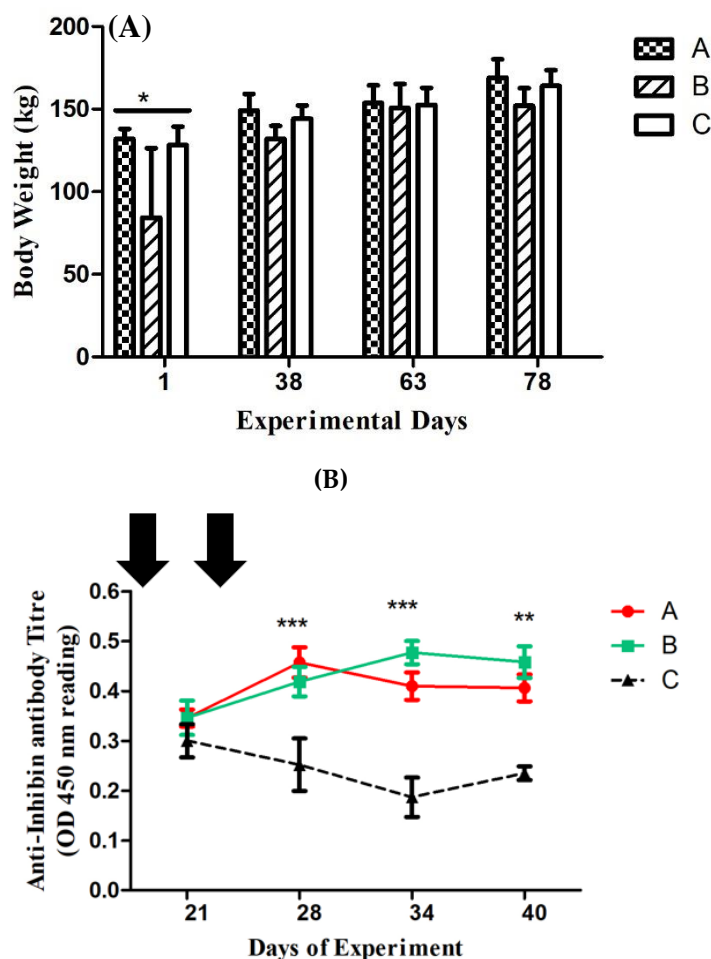 (A)
200
150
100
50
0
Body Weight (kg)
*
A
B
C
1 38 63 78
Experimental Days
(B)
0.6
0.5
0.4
0.3
0.2
0.1
0.0
Anti-Inhibin antibody Titre
(OD 450 nm reading)
*** *** **
A
B
C
21 28 34 40
Days of Experiment